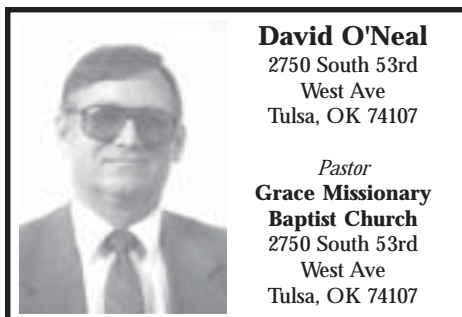 David O'Neal
2750 South 53rd
West Ave
Tulsa, OK 74107
Pastor
Grace Missionary
Baptist Church
2750 South 53rd
West Ave
Tulsa, OK 74107